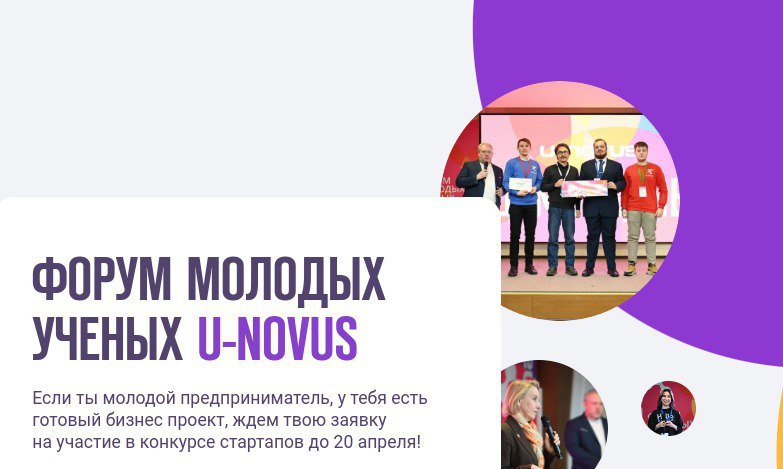 ФОРУМ МОЛОДЫХ
УЧЕНЫХ U-NOVUS
Если ты молодой предприниматель, у тебя есть
готовый бизнес проект, ждем твою заявку
на участие в конкурсе стартапов до 20 апреля!